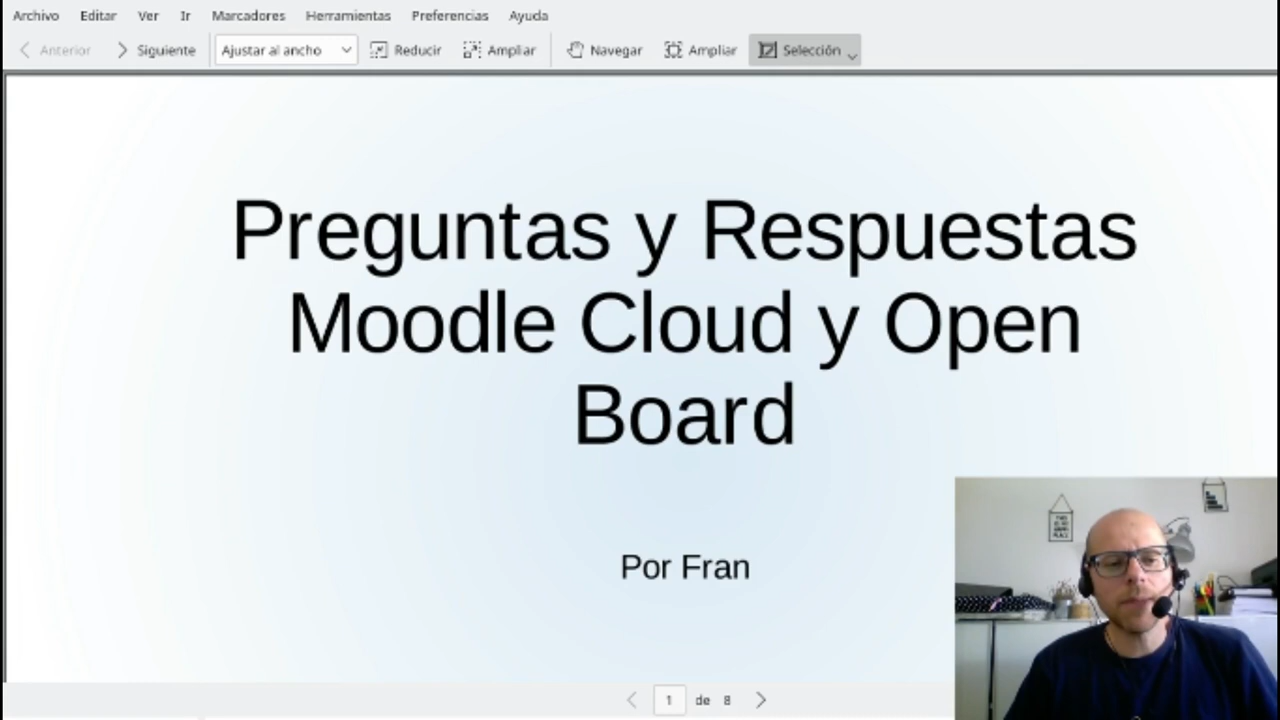 Archivo Editar Ver Ir Marcadores Herramientas Preferencias Ayuda
Anterior Siguiente Ajustar al ancho Reducir Ampliar Navegar Ampliar Selección
Preguntas y Respuestas
Moodle Cloud y Open
Board
Por Fran
1 de 8